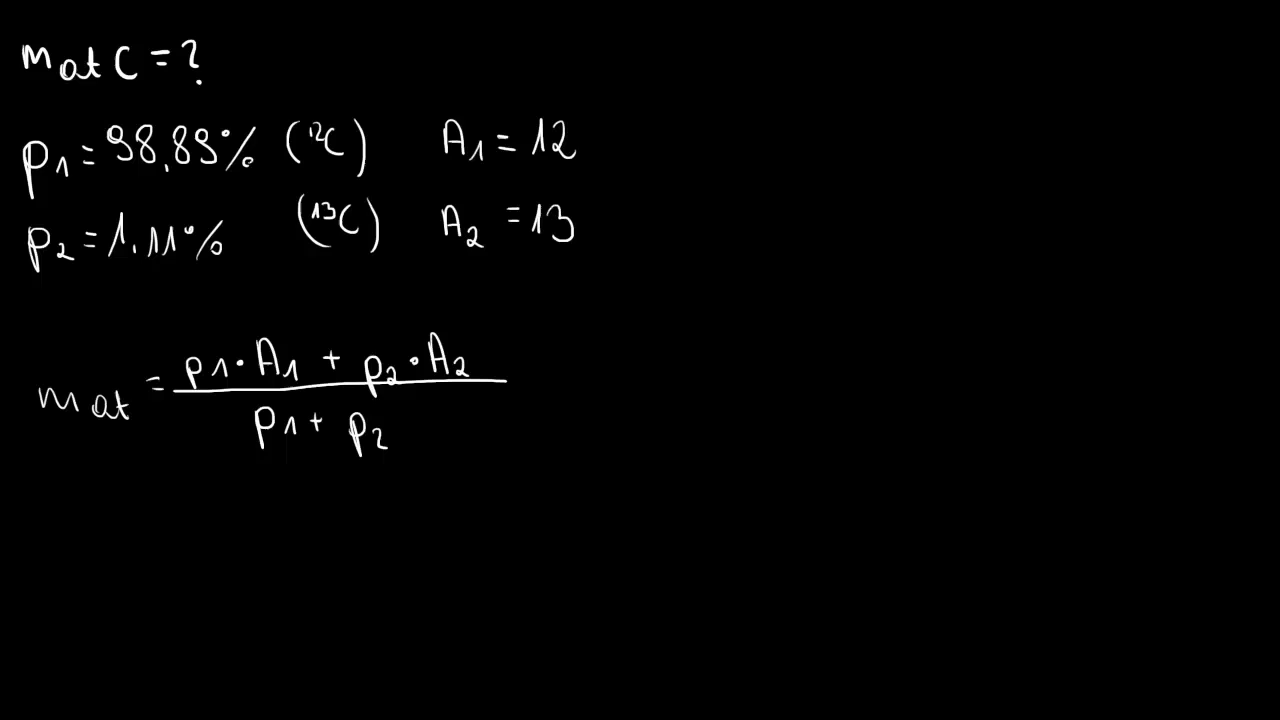 m at C = ?
p1 = 98,89% (12C) A1 = 12
p2 = 1.11% (13C) A2 = 13
m at = p1 · A1 + p2 · A2
p1 + p2